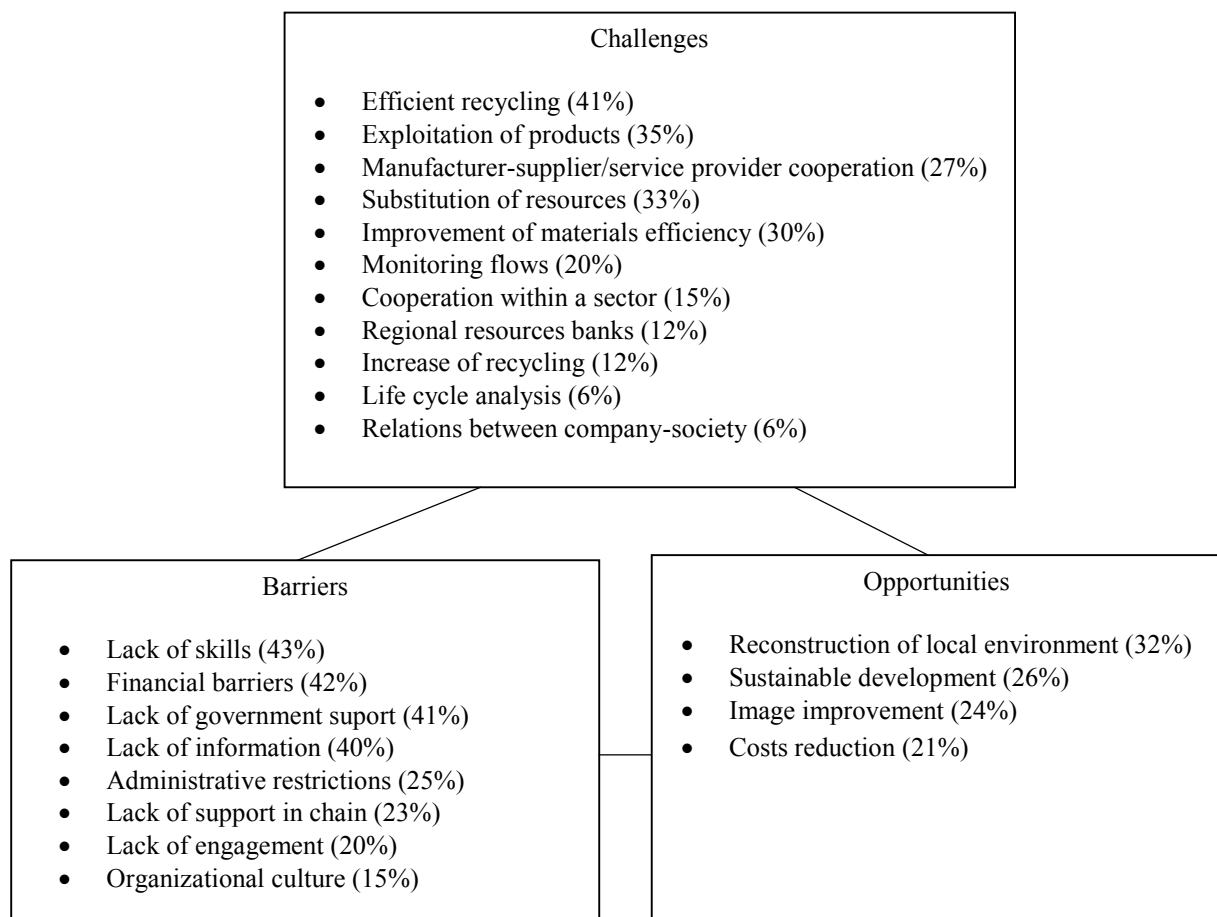 Challenges
• Efficient recycling (41%)
• Exploitation of products (35%)
• Manufacturer-supplier/service provider cooperation (27%)
• Substitution of resources (33%)
• Improvement of materials efficiency (30%)
• Monitoring flows (20%)
• Cooperation within a sector (15%)
• Regional resources banks (12%)
• Increase of recycling (12%)
• Life cycle analysis (6%)
• Relations between company-society (6%)
Barriers
• Lack of skills (43%)
• Financial barriers (42%)
• Lack of government suport (41%)
• Lack of information (40%)
• Administrative restrictions (25%)
• Lack of support in chain (23%)
• Lack of engagement (20%)
• Organizational culture (15%)
Opportunities
• Reconstruction of local environment (32%)
• Sustainable development (26%)
• Image improvement (24%)
• Costs reduction (21%)